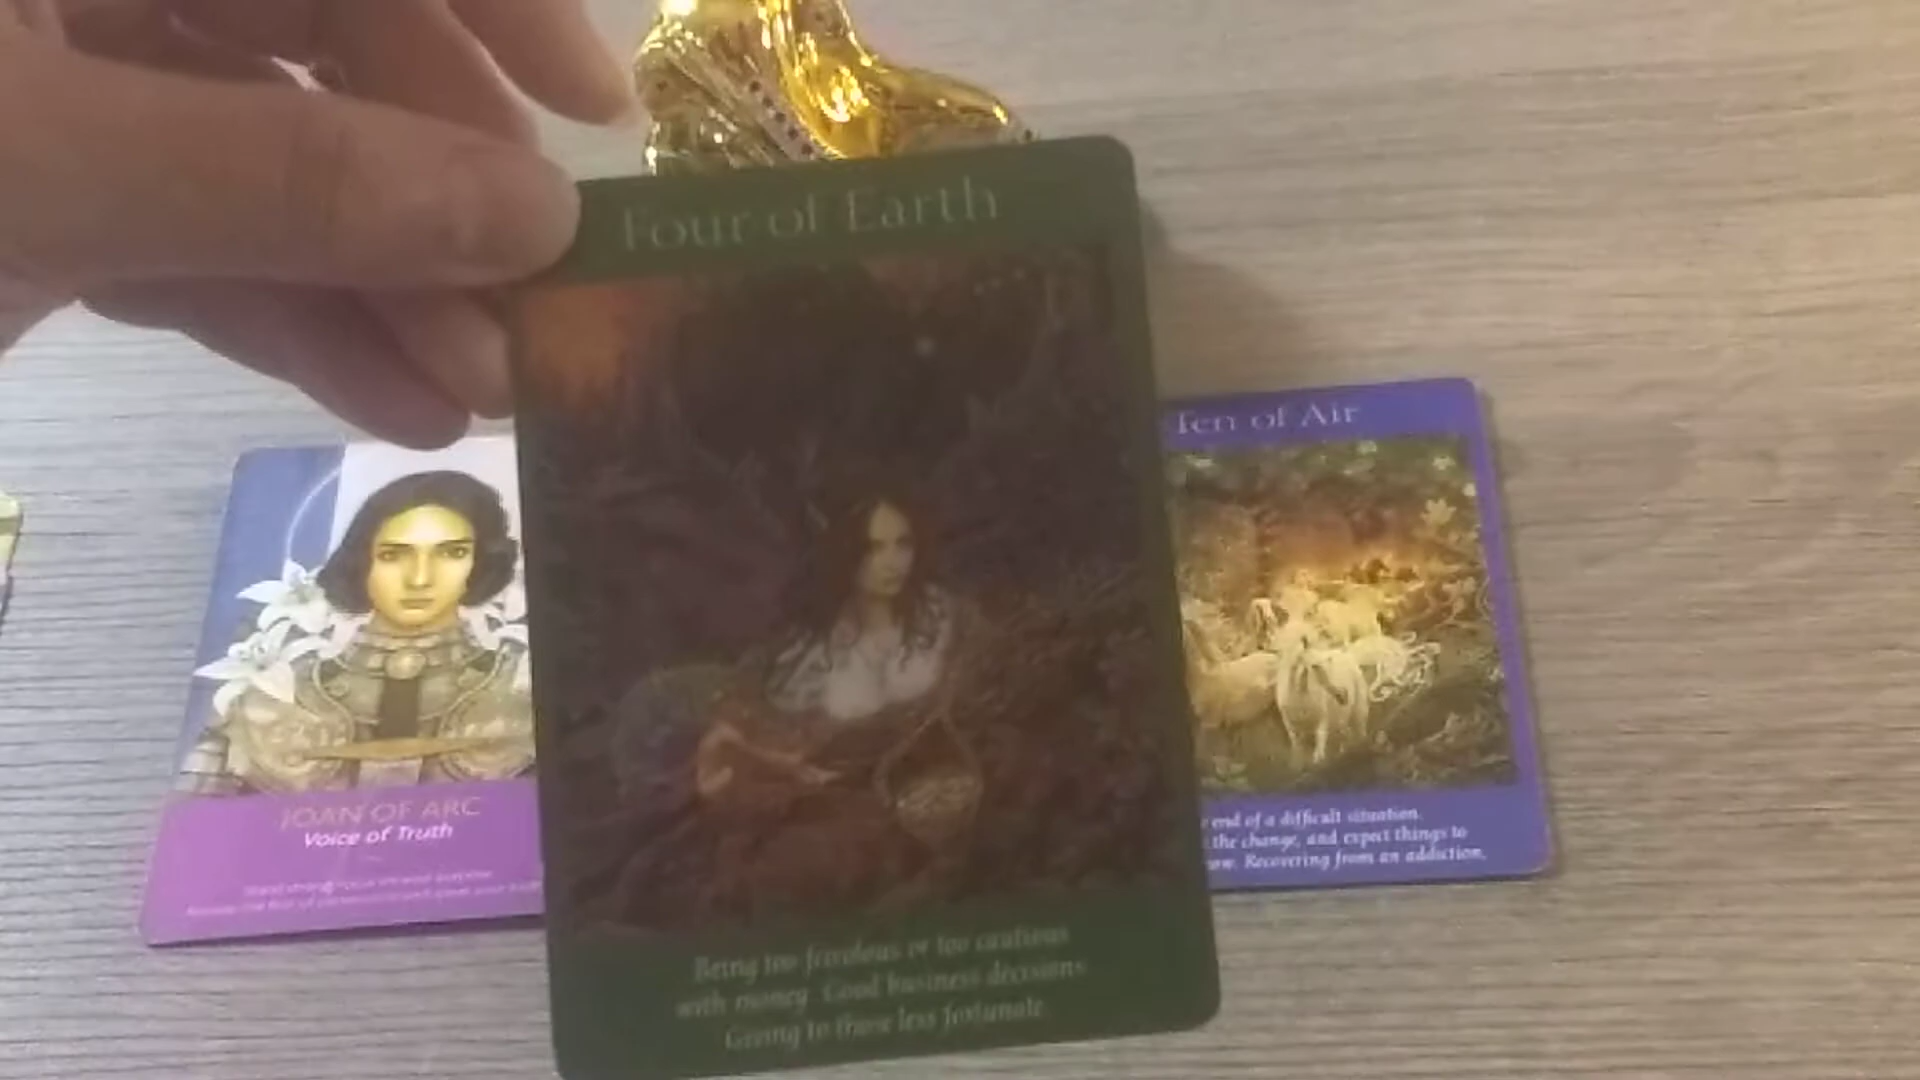 Four of Earth
Being too frivolous or too cautious
with money. Good business decisions.
Giving to those less fortunate.
JOAN OF ARC
Voice of Truth
Ten of Air
end of a difficult situation.
the change, and expect things to
Recovering from an addiction.